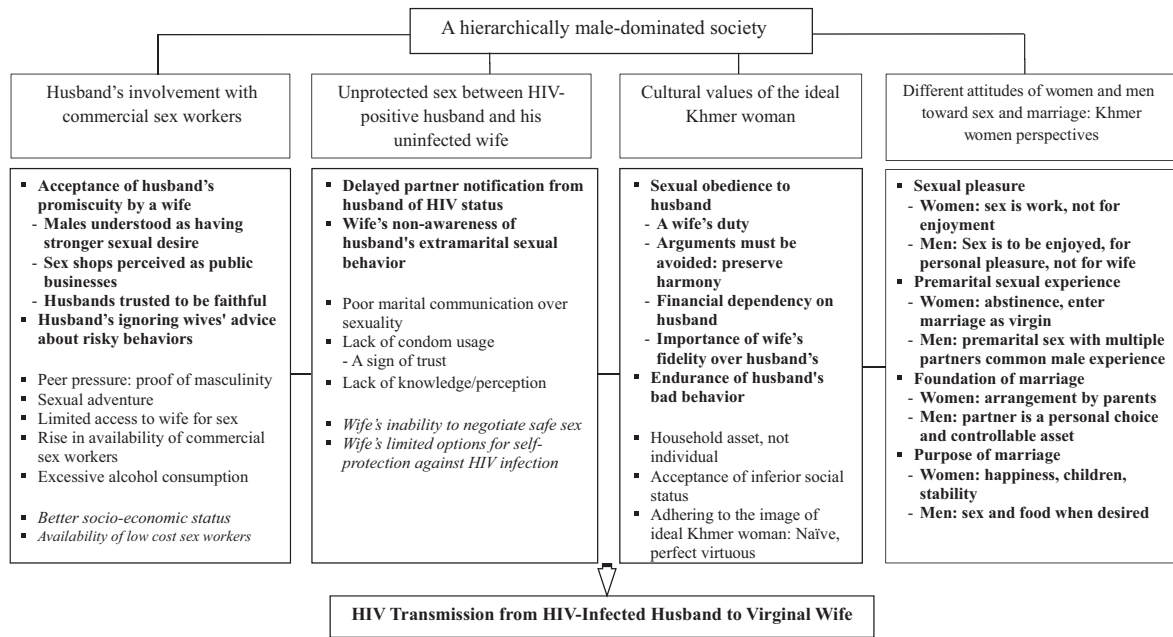 A hierarchically male-dominated society
Husband’s involvement with
commercial sex workers
Unprotected sex between HIV-
positive husband and his
uninfected wife
Cultural values of the ideal
Khmer woman
Different attitudes of women and men
toward sex and marriage: Khmer
women perspectives
▪ Acceptance of husband’s
promiscuity by a wife
- Males understood as having
stronger sexual desire
- Sex shops perceived as public
businesses
- Husbands trusted to be faithful
▪ Husband’s ignoring wives' advice
about risky behaviors
▪ Peer pressure: proof of masculinity
▪ Sexual adventure
▪ Limited access to wife for sex
▪ Rise in availability of commercial
sex workers
▪ Excessive alcohol consumption
▪ Better socio-economic status
▪ Availability of low cost sex workers
▪ Delayed partner notification from
husband of HIV status
▪ Wife’s non-awareness of
husband's extramarital sexual
behavior
▪ Poor marital communication over
sexuality
▪ Lack of condom usage
- A sign of trust
▪ Lack of knowledge/perception
▪ Wife’s inability to negotiate safe sex
▪ Wife’s limited options for self-
protection against HIV infection
▪ Sexual obedience to
husband
- A wife’s duty
- Arguments must be
avoided: preserve
harmony
- Financial dependency on
husband
- Importance of wife’s
fidelity over husband’s
▪ Endurance of husband's
bad behavior
▪ Household asset, not
individual
▪ Acceptance of inferior social
status
▪ Adhering to the image of
ideal Khmer woman: Naïve,
perfect virtuous
▪ Sexual pleasure
- Women: sex is work, not for
enjoyment
- Men: Sex is to be enjoyed, for
personal pleasure, not for wife
▪ Premarital sexual experience
- Women: abstinence, enter
marriage as virgin
- Men: premarital sex with multiple
partners common male experience
▪ Foundation of marriage
- Women: arrangement by parents
- Men: partner is a personal choice
and controllable asset
▪ Purpose of marriage
- Women: happiness, children,
stability
- Men: sex and food when desired
HIV Transmission from HIV-Infected Husband to Virginal Wife